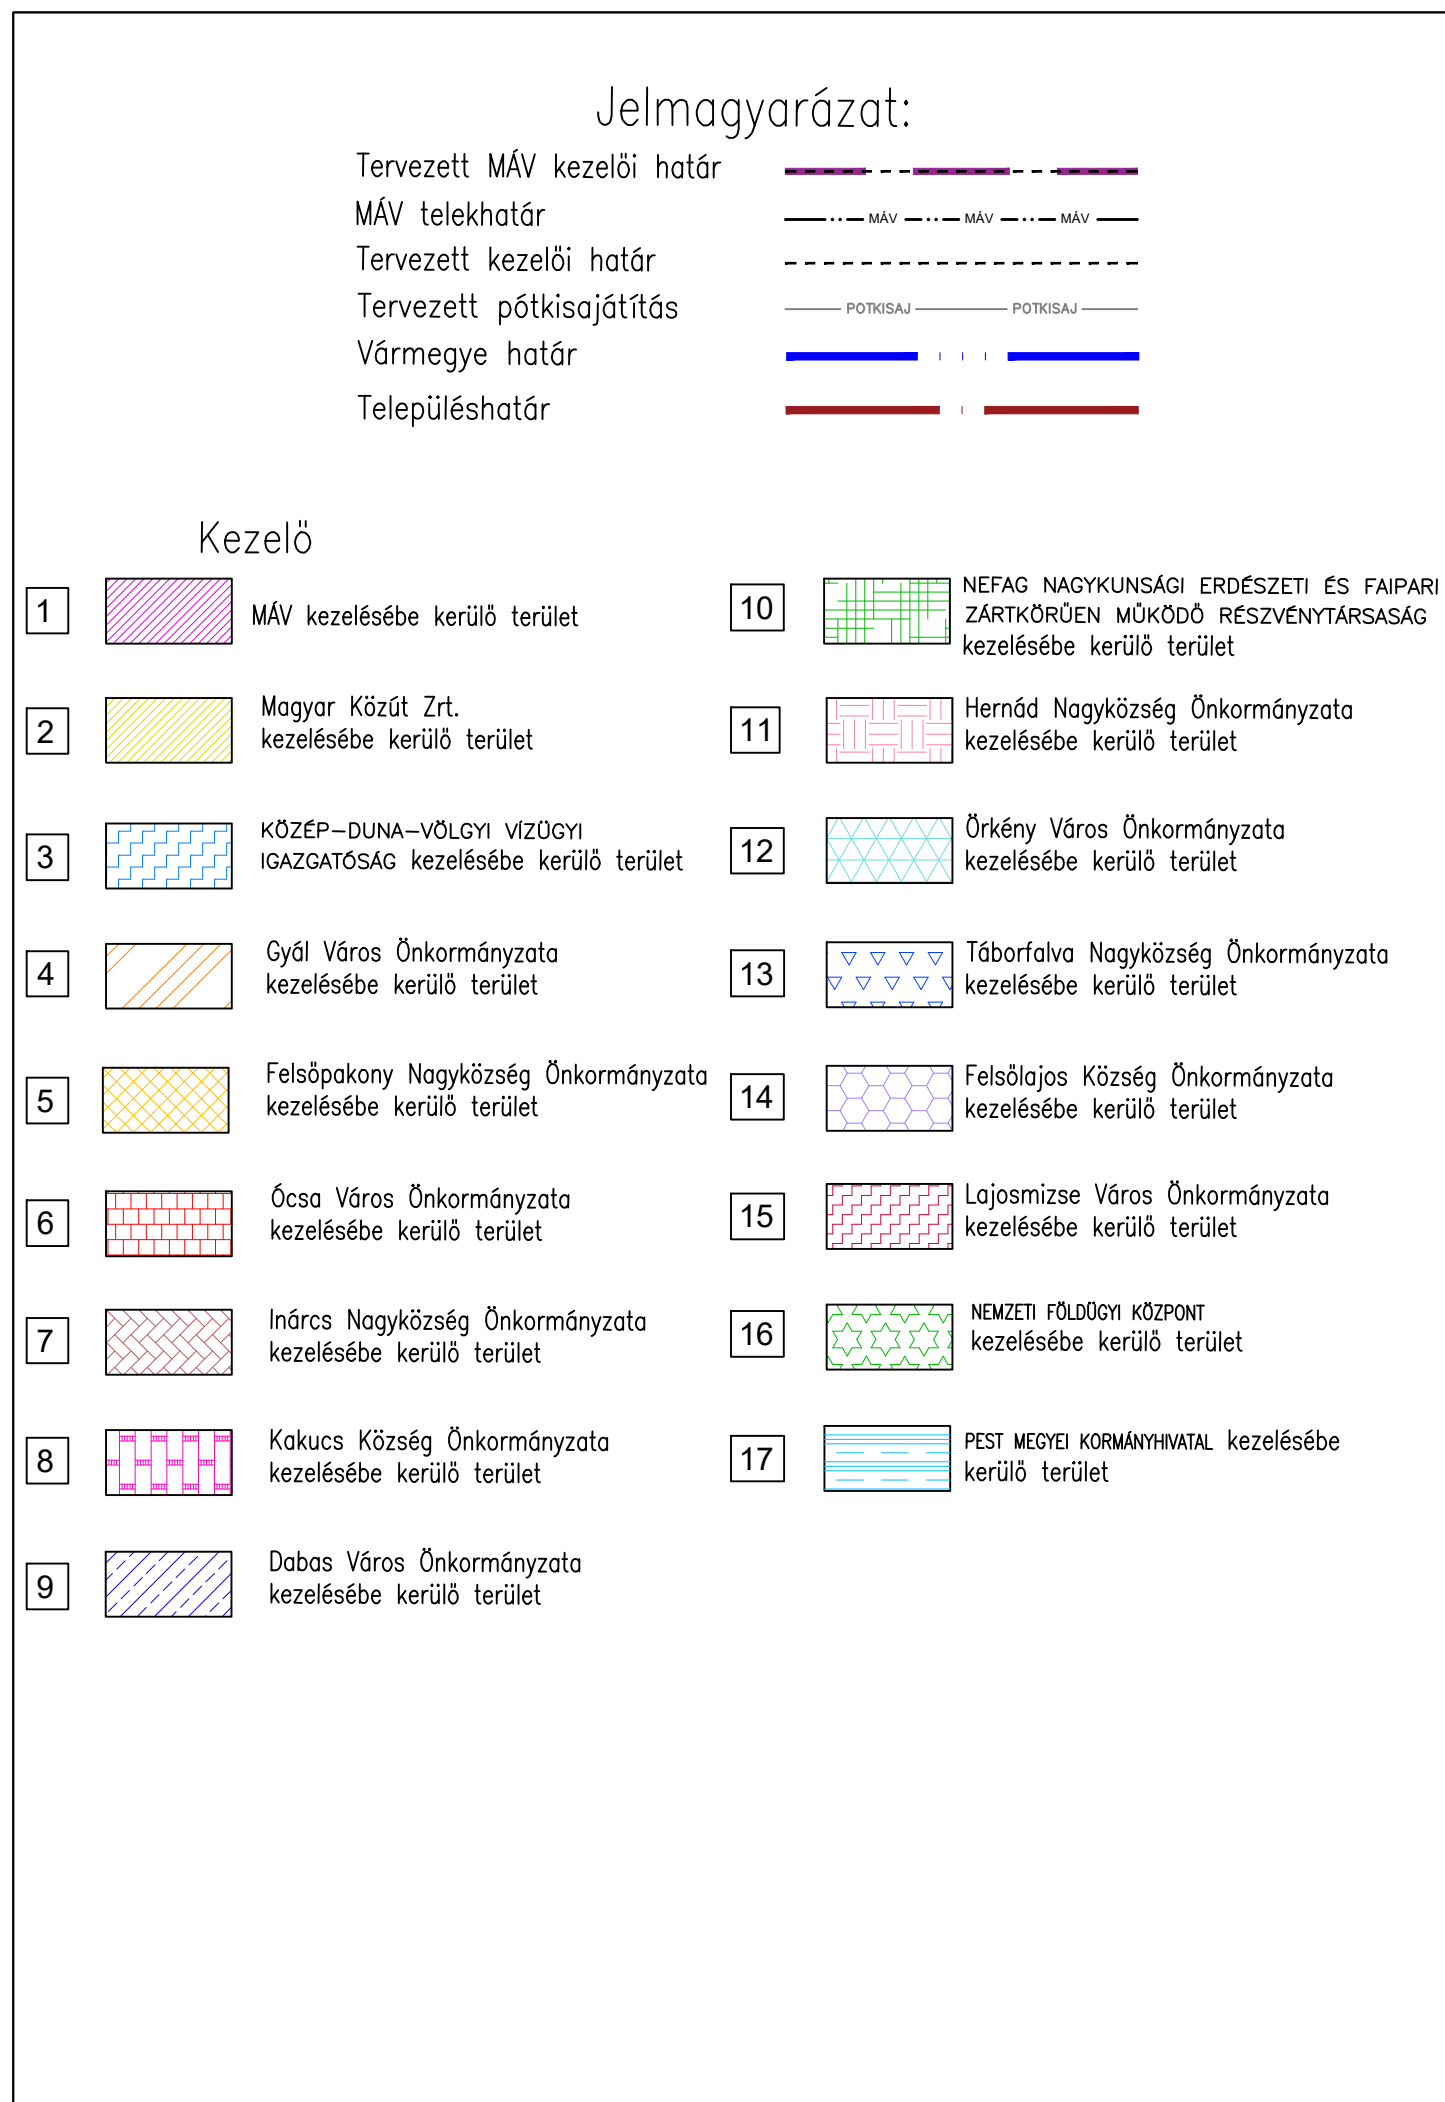 Jelmagyarázat:
Tervezett MÁV kezelői határ
MÁV telekhatár
MÁV MÁV MÁV
Tervezett kezelői határ
Tervezett pótkisajátítás
POTKISAJ POTKISAJ
Vármegye határ
Településhatár
Kezelő
1
MÁV kezelésébe kerülő terület
2
Magyar Közút Zrt.
kezelésébe kerülő terület
3
KÖZÉP-DUNA-VÖLGYI VÍZÜGYI
IGAZGATÓSÁG kezelésébe kerülő terület
4
Gyál Város Önkormányzata
kezelésébe kerülő terület
5
Felsőpakony Nagyközség Önkormányzata
kezelésébe kerülő terület
6
Ócsa Város Önkormányzata
kezelésébe kerülő terület
7
Inárcs Nagyközség Önkormányzata
kezelésébe kerülő terület
8
Kakucs Község Önkormányzata
kezelésébe kerülő terület
9
Dabas Város Önkormányzata
kezelésébe kerülő terület
10
NEFAG NAGYKUNSÁGI ERDÉSZETI ÉS FAIPARI
ZÁRTKÖRŰEN MŰKÖDŐ RÉSZVÉNYTÁRSASÁG
kezelésébe kerülő terület
11
Hernád Nagyközség Önkormányzata
kezelésébe kerülő terület
12
Örkény Város Önkormányzata
kezelésébe kerülő terület
13
Táborfalva Nagyközség Önkormányzata
kezelésébe kerülő terület
14
Felsőlajos Község Önkormányzata
kezelésébe kerülő terület
15
Lajosmizse Város Önkormányzata
kezelésébe kerülő terület
16
NEMZETI FÖLDÜGYI KÖZPONT
kezelésébe kerülő terület
17
PEST MEGYEI KORMÁNYHIVATAL kezelésébe
kerülő terület